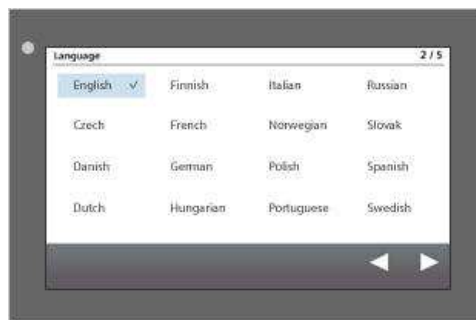 Language 2 / 5
English ✓ Finnish Italian Russian
Czech French Norwegian Slovak
Danish German Polish Spanish
Dutch Hungarian Portuguese Swedish